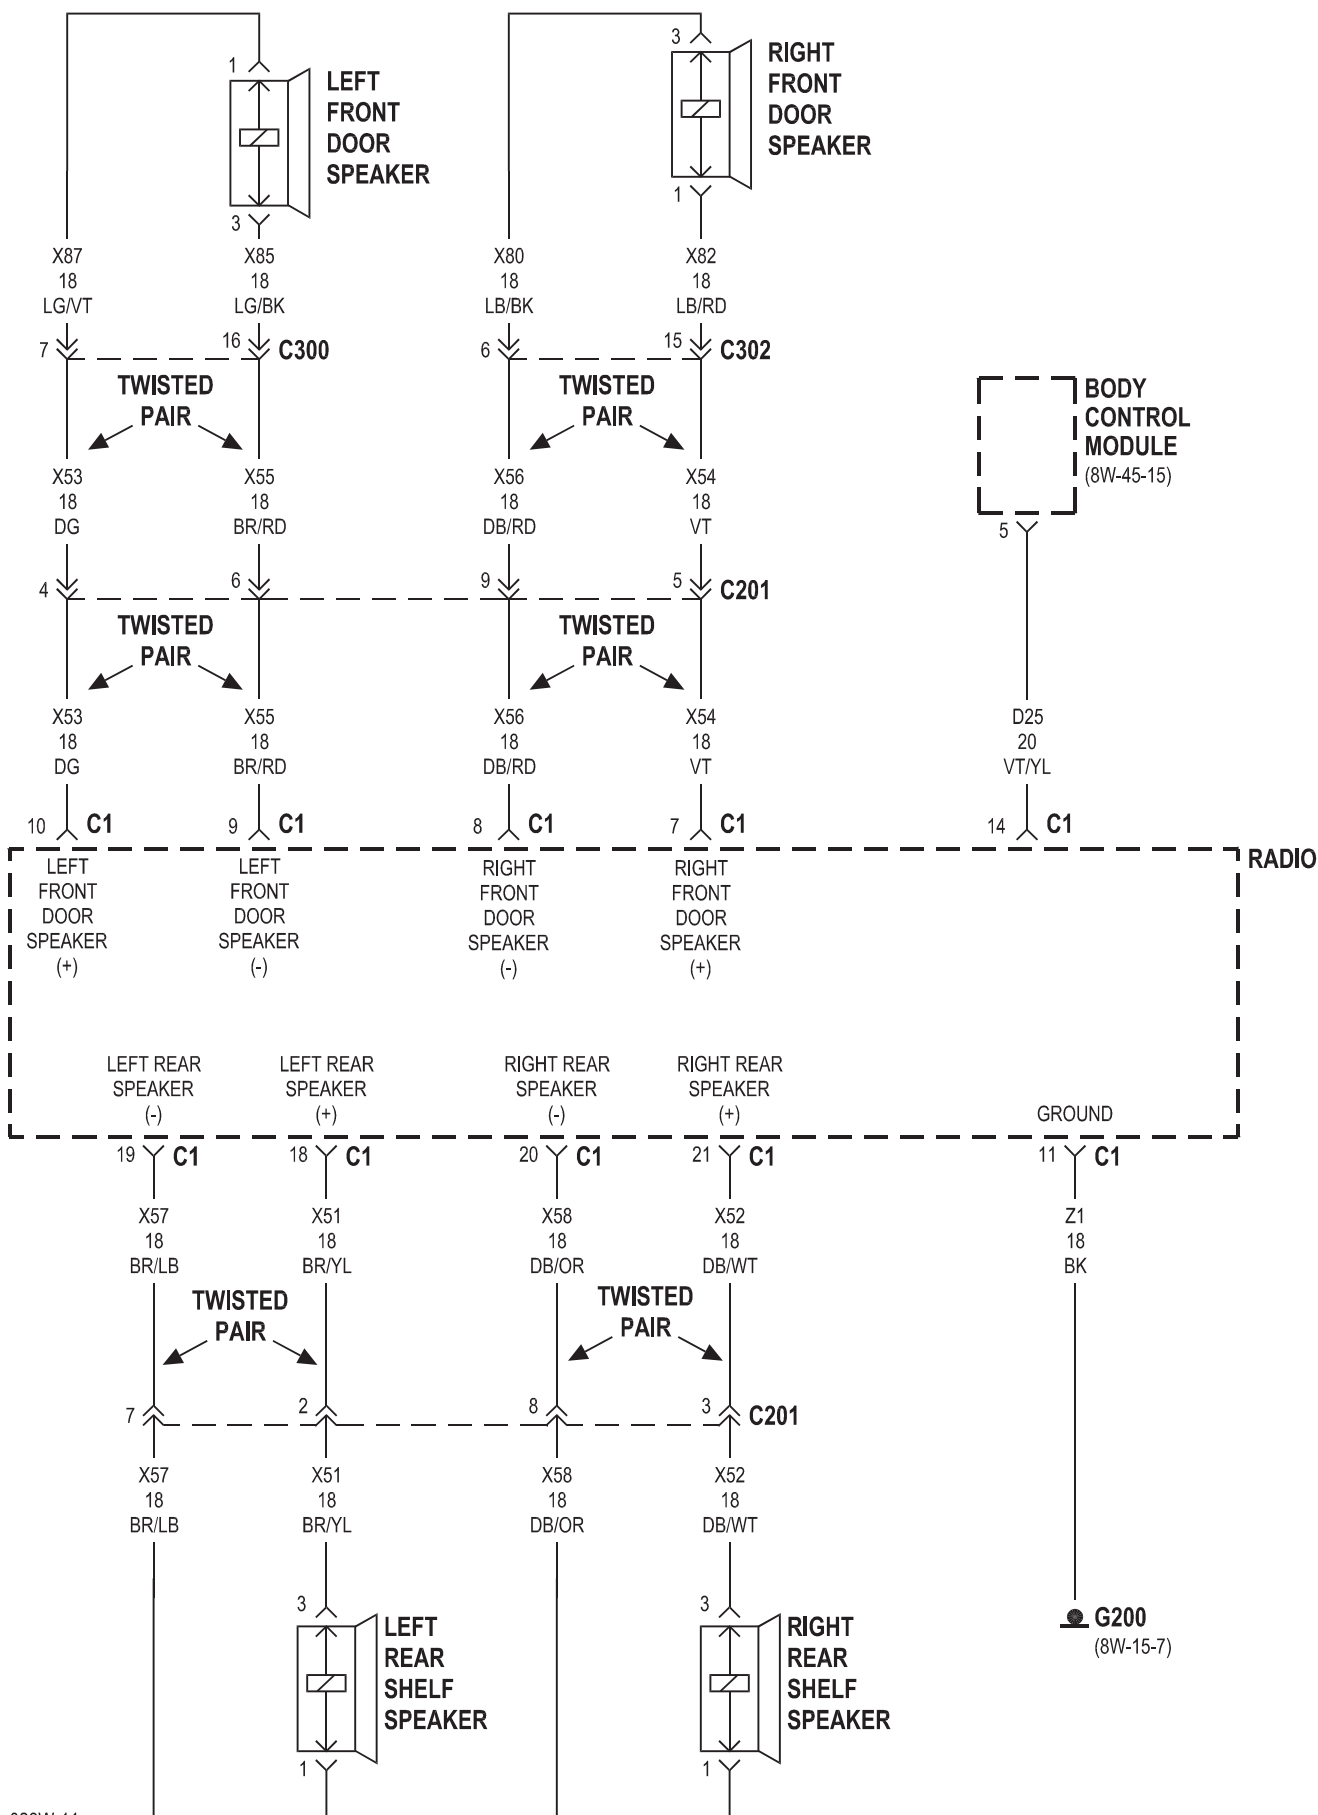 3
RIGHT
FRONT
DOOR
SPEAKER
1
1
LEFT
FRONT
DOOR
SPEAKER
3
X87
18
LG/VT
X85
18
LG/BK
X80
18
LB/BK
X82
18
LB/RD
7
16
C300
6
15
C302
TWISTED
PAIR
TWISTED
PAIR
BODY
CONTROL
MODULE
(8W-45-15)
5
X53
18
DG
X55
18
BR/RD
X56
18
DB/RD
X54
18
VT
4
6
9
5
C201
TWISTED
PAIR
TWISTED
PAIR
X53
18
DG
X55
18
BR/RD
X56
18
DB/RD
X54
18
VT
D25
20
VT/YL
10 C1
9 C1
8 C1
7 C1
14 C1
RADIO
LEFT
FRONT
DOOR
SPEAKER
(+)
LEFT
FRONT
DOOR
SPEAKER
(-)
RIGHT
FRONT
DOOR
SPEAKER
(-)
RIGHT
FRONT
DOOR
SPEAKER
(+)
LEFT REAR
SPEAKER
(-)
LEFT REAR
SPEAKER
(+)
RIGHT REAR
SPEAKER
(-)
RIGHT REAR
SPEAKER
(+)
GROUND
19 C1
18 C1
20 C1
21 C1
11 C1
X57
18
BR/LB
X51
18
BR/YL
X58
18
DB/OR
X52
18
DB/WT
Z1
18
BK
TWISTED
PAIR
TWISTED
PAIR
7
2
8
3
C201
X57
18
BR/LB
X51
18
BR/YL
X58
18
DB/OR
X52
18
DB/WT
3
LEFT
REAR
SHELF
SPEAKER
1
3
RIGHT
REAR
SHELF
SPEAKER
1
G200
(8W-15-7)